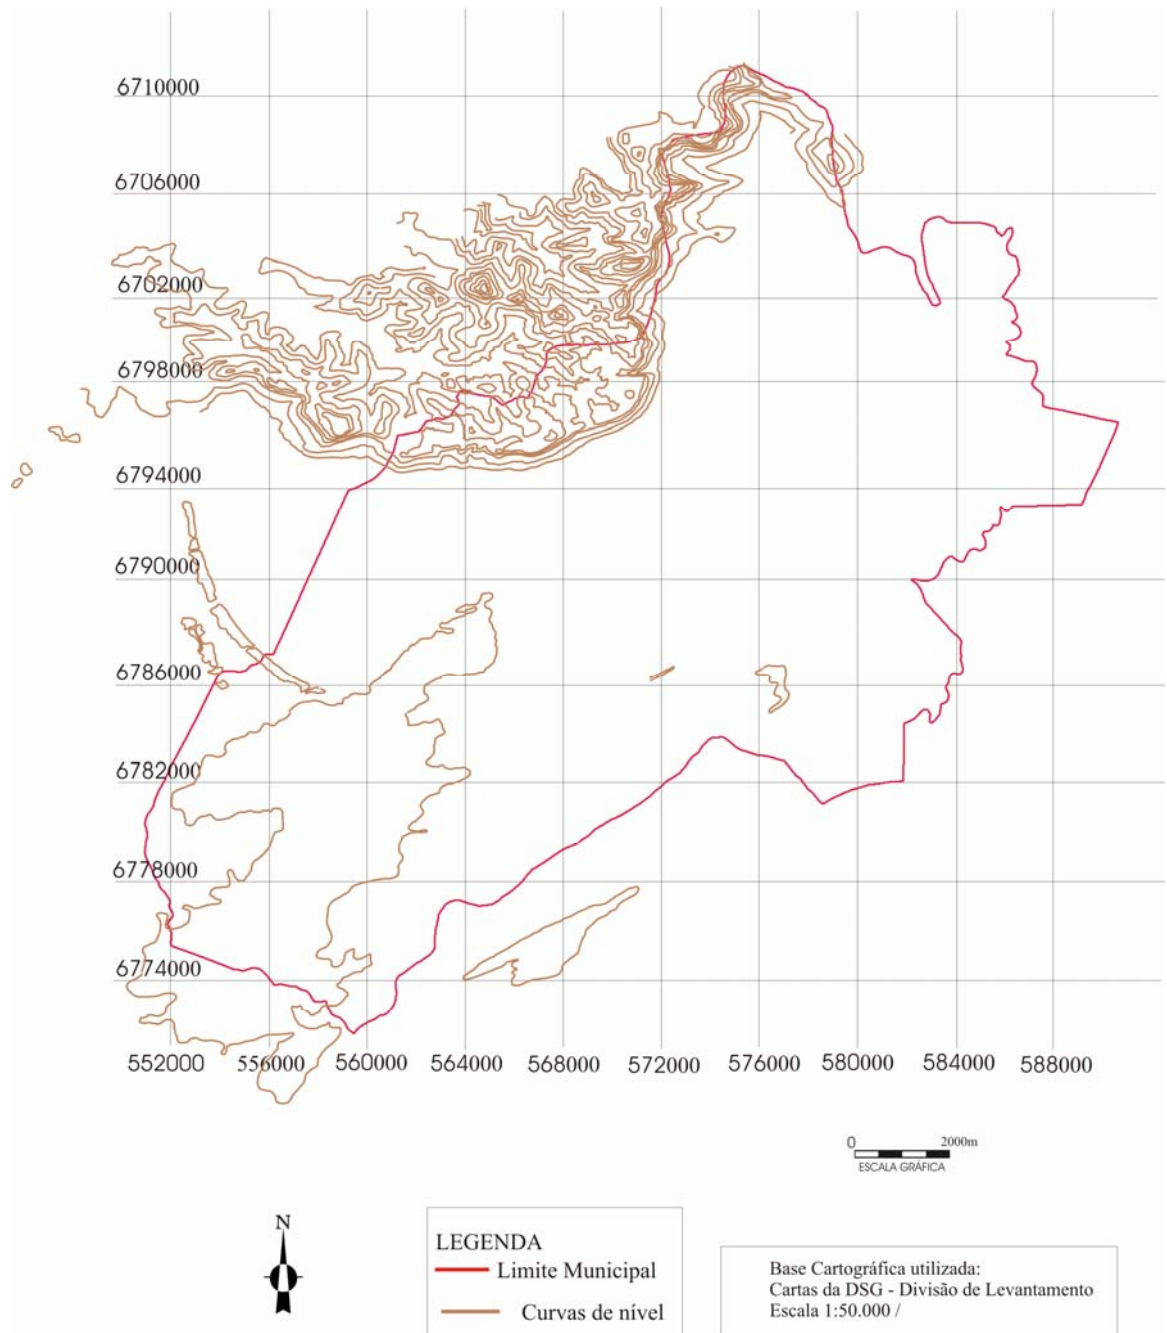 6710000
6706000
6702000
6798000
6794000
6790000
6786000
6782000
6778000
6774000
552000 556000 560000 564000 568000 572000 576000 580000 584000 588000
0 2000m
ESCALA GRÁFICA
N
LEGENDA
Limite Municipal
Curvas de nível
Base Cartográfica utilizada:
Cartas da DSG - Divisão de Levantamento
Escala 1:50.000 /